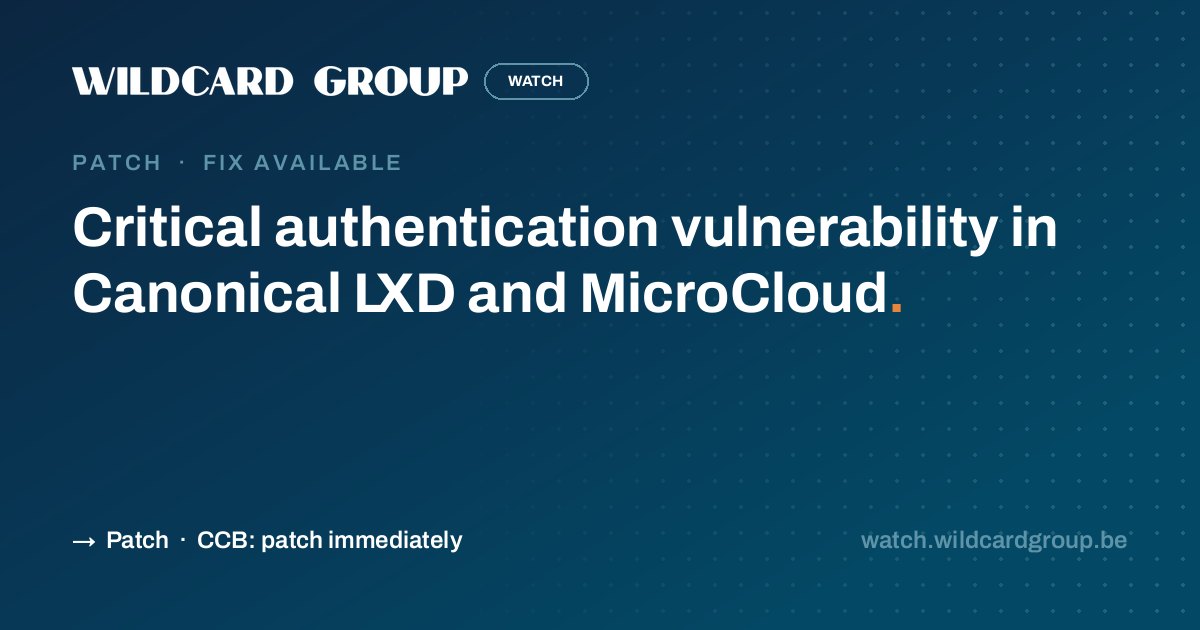 WILDCARD GROUP WATCH
PATCH · FIX AVAILABLE
Critical authentication vulnerability in
Canonical LXD and MicroCloud.
→ Patch · CCB: patch immediately
watch.wildcardgroup.be